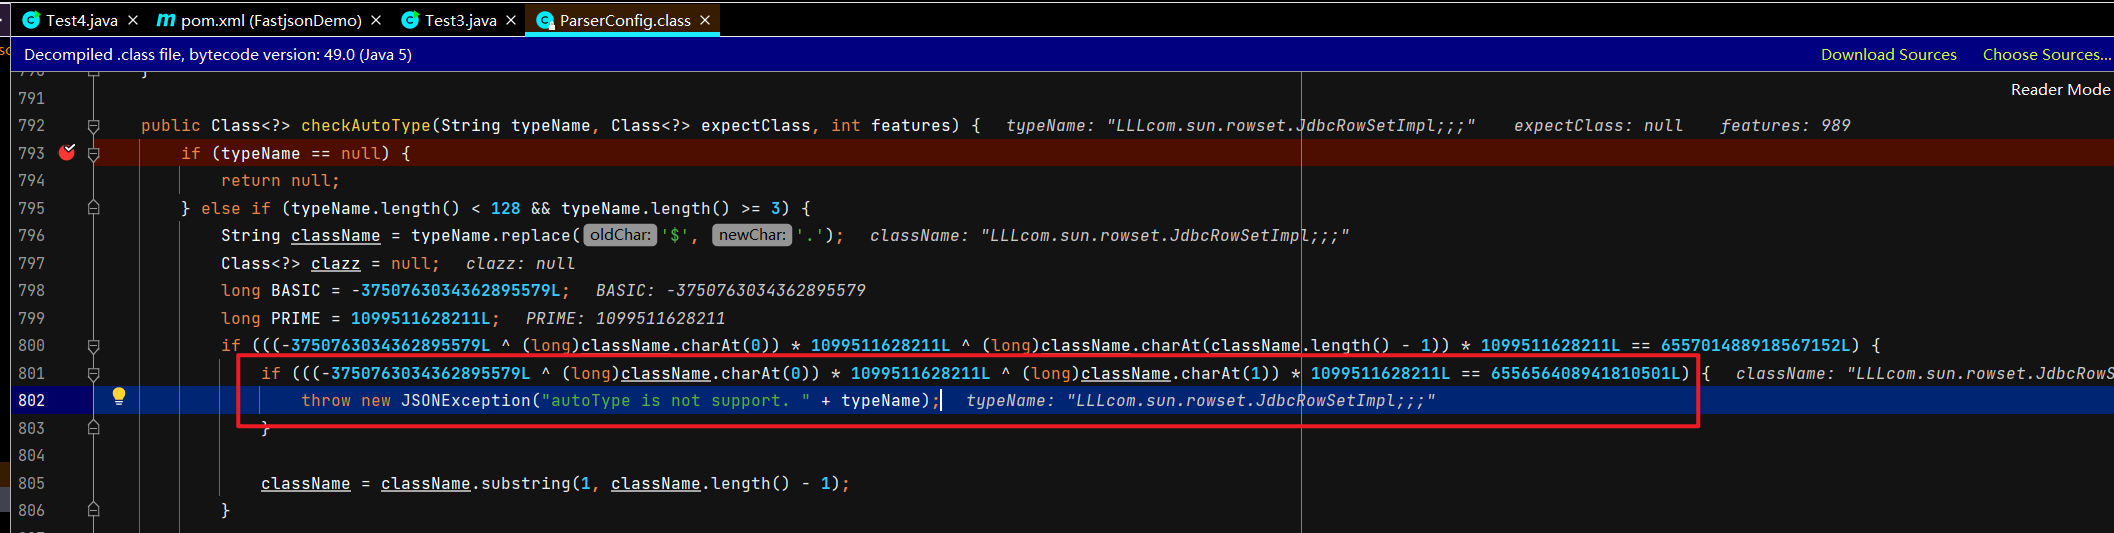 Test4.java × pom.xml (FastjsonDemo) × Test3.java × ParserConfig.class ×
Decompiled .class file, bytecode version: 49.0 (Java 5) Download Sources Choose Sources...
790 }
791 Reader Mode
792 public Class<?> checkAutoType(String typeName, Class<?> expectClass, int features) { typeName: "LLLcom.sun.rowset.JdbcRowSetImpl;;;" expectClass: null features: 989
793 if (typeName == null) {
794 return null;
795 } else if (typeName.length() < 128 && typeName.length() >= 3) {
796 String className = typeName.replace( oldChar: '$', newChar: '.'); className: "LLLcom.sun.rowset.JdbcRowSetImpl;;;"
797 Class<?> clazz = null; clazz: null
798 long BASIC = -3750763034362895579L; BASIC: -3750763034362895579
799 long PRIME = 1099511628211L; PRIME: 1099511628211
800 if (((-3750763034362895579L ^ (long)className.charAt(0)) * 1099511628211L ^ (long)className.charAt(className.length() - 1)) * 1099511628211L == 655701488918567152L) {
801 if (((-3750763034362895579L ^ (long)className.charAt(0)) * 1099511628211L ^ (long)className.charAt(1)) * 1099511628211L == 655656408941810501L) { className: "LLLcom.sun.rowset.JdbcRowS
802 throw new JSONException("autoType is not support. " + typeName); typeName: "LLLcom.sun.rowset.JdbcRowSetImpl;;;"
803 }
804
805 className = className.substring(1, className.length() - 1);
806 }